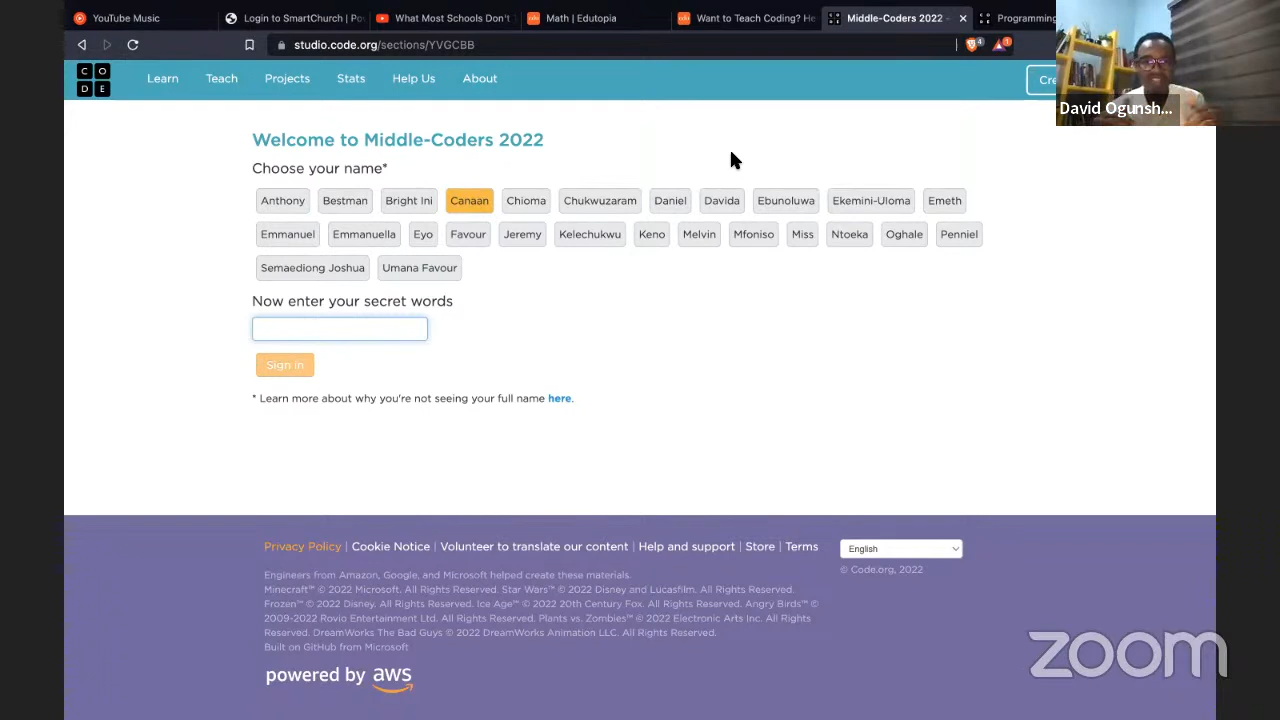 YouTube Music
Login to SmartChurch | Po
What Most Schools Don't
Math | Edutopia
Want to Teach Coding? He
Middle-Coders 2022 -
Programming
studio.code.org/sections/YVGCBB
4
1
C O
D E
Learn
Teach
Projects
Stats
Help Us
About
Cre
David Ogunsh...
Welcome to Middle-Coders 2022
Choose your name*
Anthony Bestman Bright Ini Canaan Chioma Chukwuzaram Daniel Davida Ebunoluwa Ekemini-Uloma Emeth
Emmanuel Emmanuella Eyo Favour Jeremy Kelechukwu Keno Melvin Mfoniso Miss Ntoeka Oghale Penniel
Semaediong Joshua Umana Favour
Now enter your secret words
Sign in
* Learn more about why you're not seeing your full name here.
Privacy Policy | Cookie Notice | Volunteer to translate our content | Help and support | Store | Terms
English
© Code.org, 2022
Engineers from Amazon, Google, and Microsoft helped create these materials.
Minecraft™ © 2022 Microsoft. All Rights Reserved. Star Wars™ © 2022 Disney and Lucasfilm. All Rights Reserved.
Frozen™ © 2022 Disney. All Rights Reserved. Ice Age™ © 2022 20th Century Fox. All Rights Reserved. Angry Birds™ ©
2009-2022 Rovio Entertainment Ltd. All Rights Reserved. Plants vs. Zombies™ © 2022 Electronic Arts Inc. All Rights
Reserved. DreamWorks The Bad Guys © 2022 DreamWorks Animation LLC. All Rights Reserved.
Built on GitHub from Microsoft
powered by aws
zoom